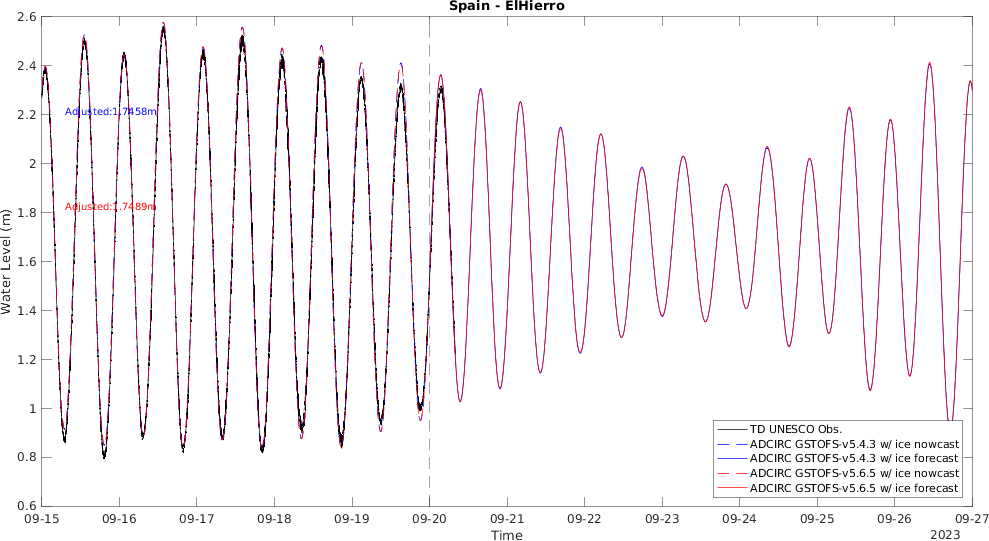 Spain - ElHierro
2.6
2.4
2.2
2
1.8
1.6
1.4
1.2
1
0.8
0.6
Water Level (m)
Adjusted:1.7458m
Adjusted:1.7489m
TD UNESCO Obs.
ADCIRC GSTOFS-v5.4.3 w/ ice nowcast
ADCIRC GSTOFS-v5.4.3 w/ ice forecast
ADCIRC GSTOFS-v5.6.5 w/ ice nowcast
ADCIRC GSTOFS-v5.6.5 w/ ice forecast
09-15 09-16 09-17 09-18 09-19 09-20 09-21 09-22 09-23 09-24 09-25 09-26 09-27
2023
Time